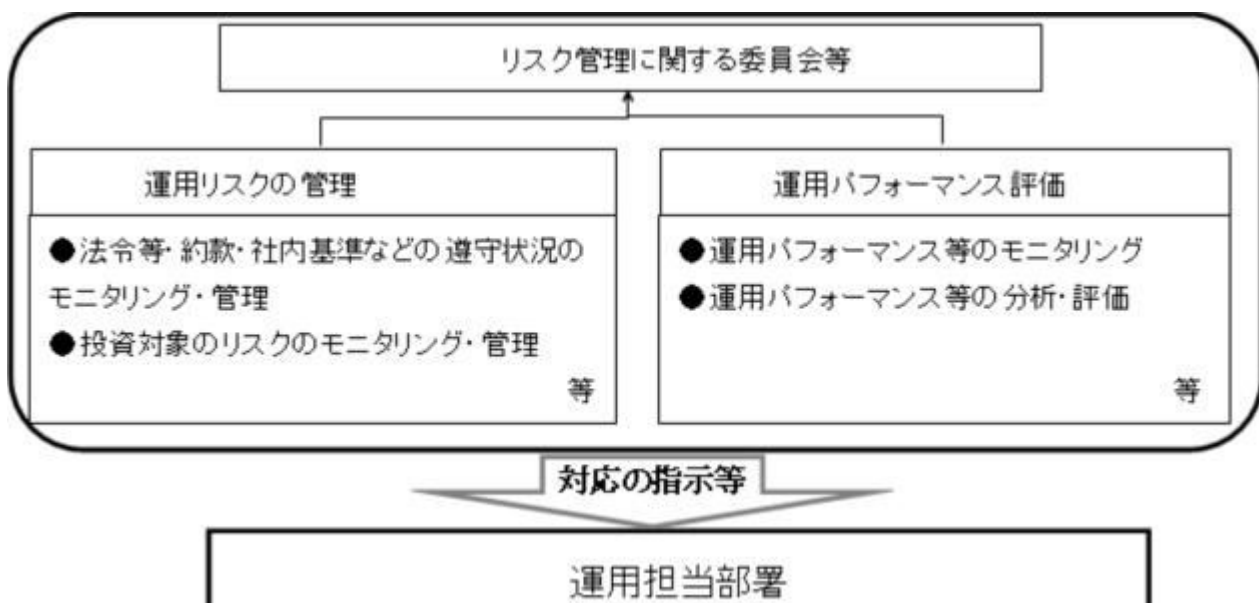 リスク管理に関する委員会等
運用リスクの管理
●法令等・約款・社内基準などの遵守状況の
モニタリング・管理
●投資対象のリスクのモニタリング・管理
等
運用パフォーマンス評価
●運用パフォーマンス等のモニタリング
●運用パフォーマンス等の分析・評価
等
対応の指示等
運用担当部署